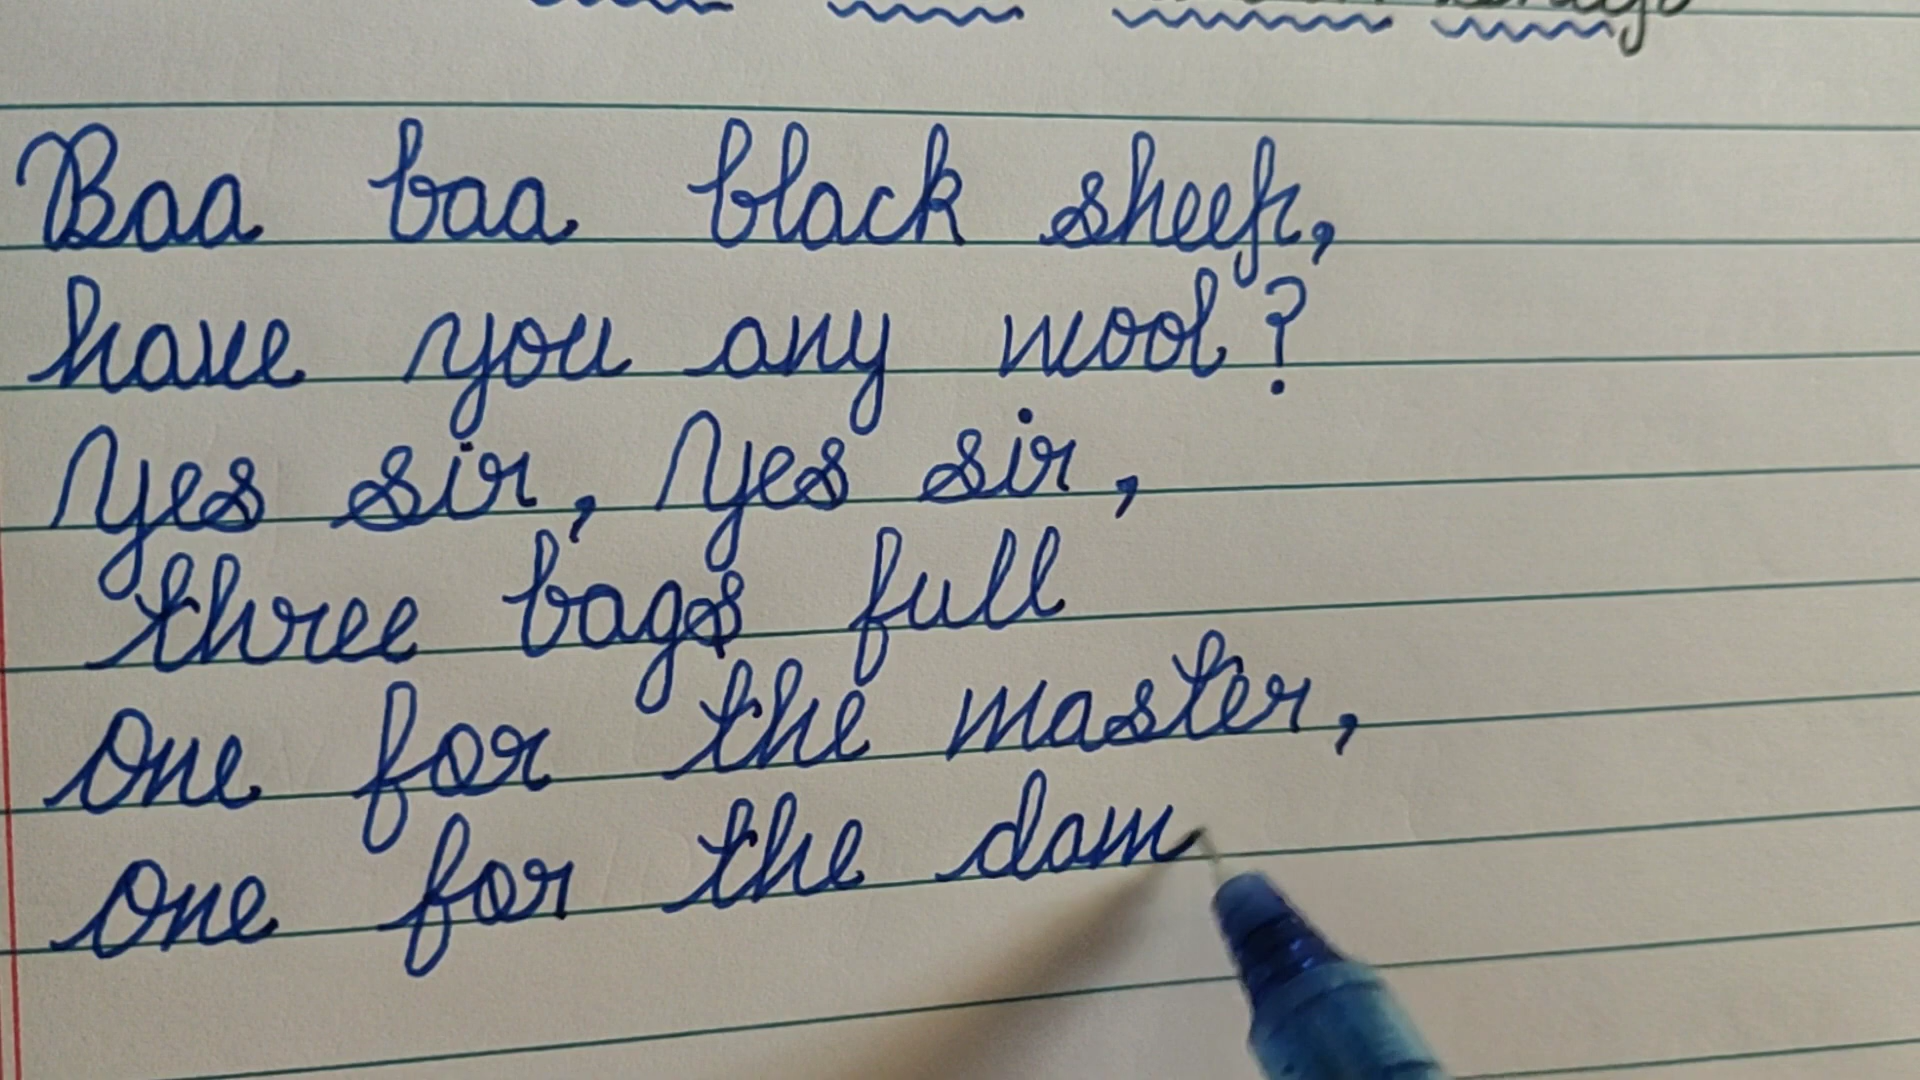 Baa baa black sheep,
have you any wool?
Yes sir, Yes sir,
three bags full
One for the master,
One for the dam